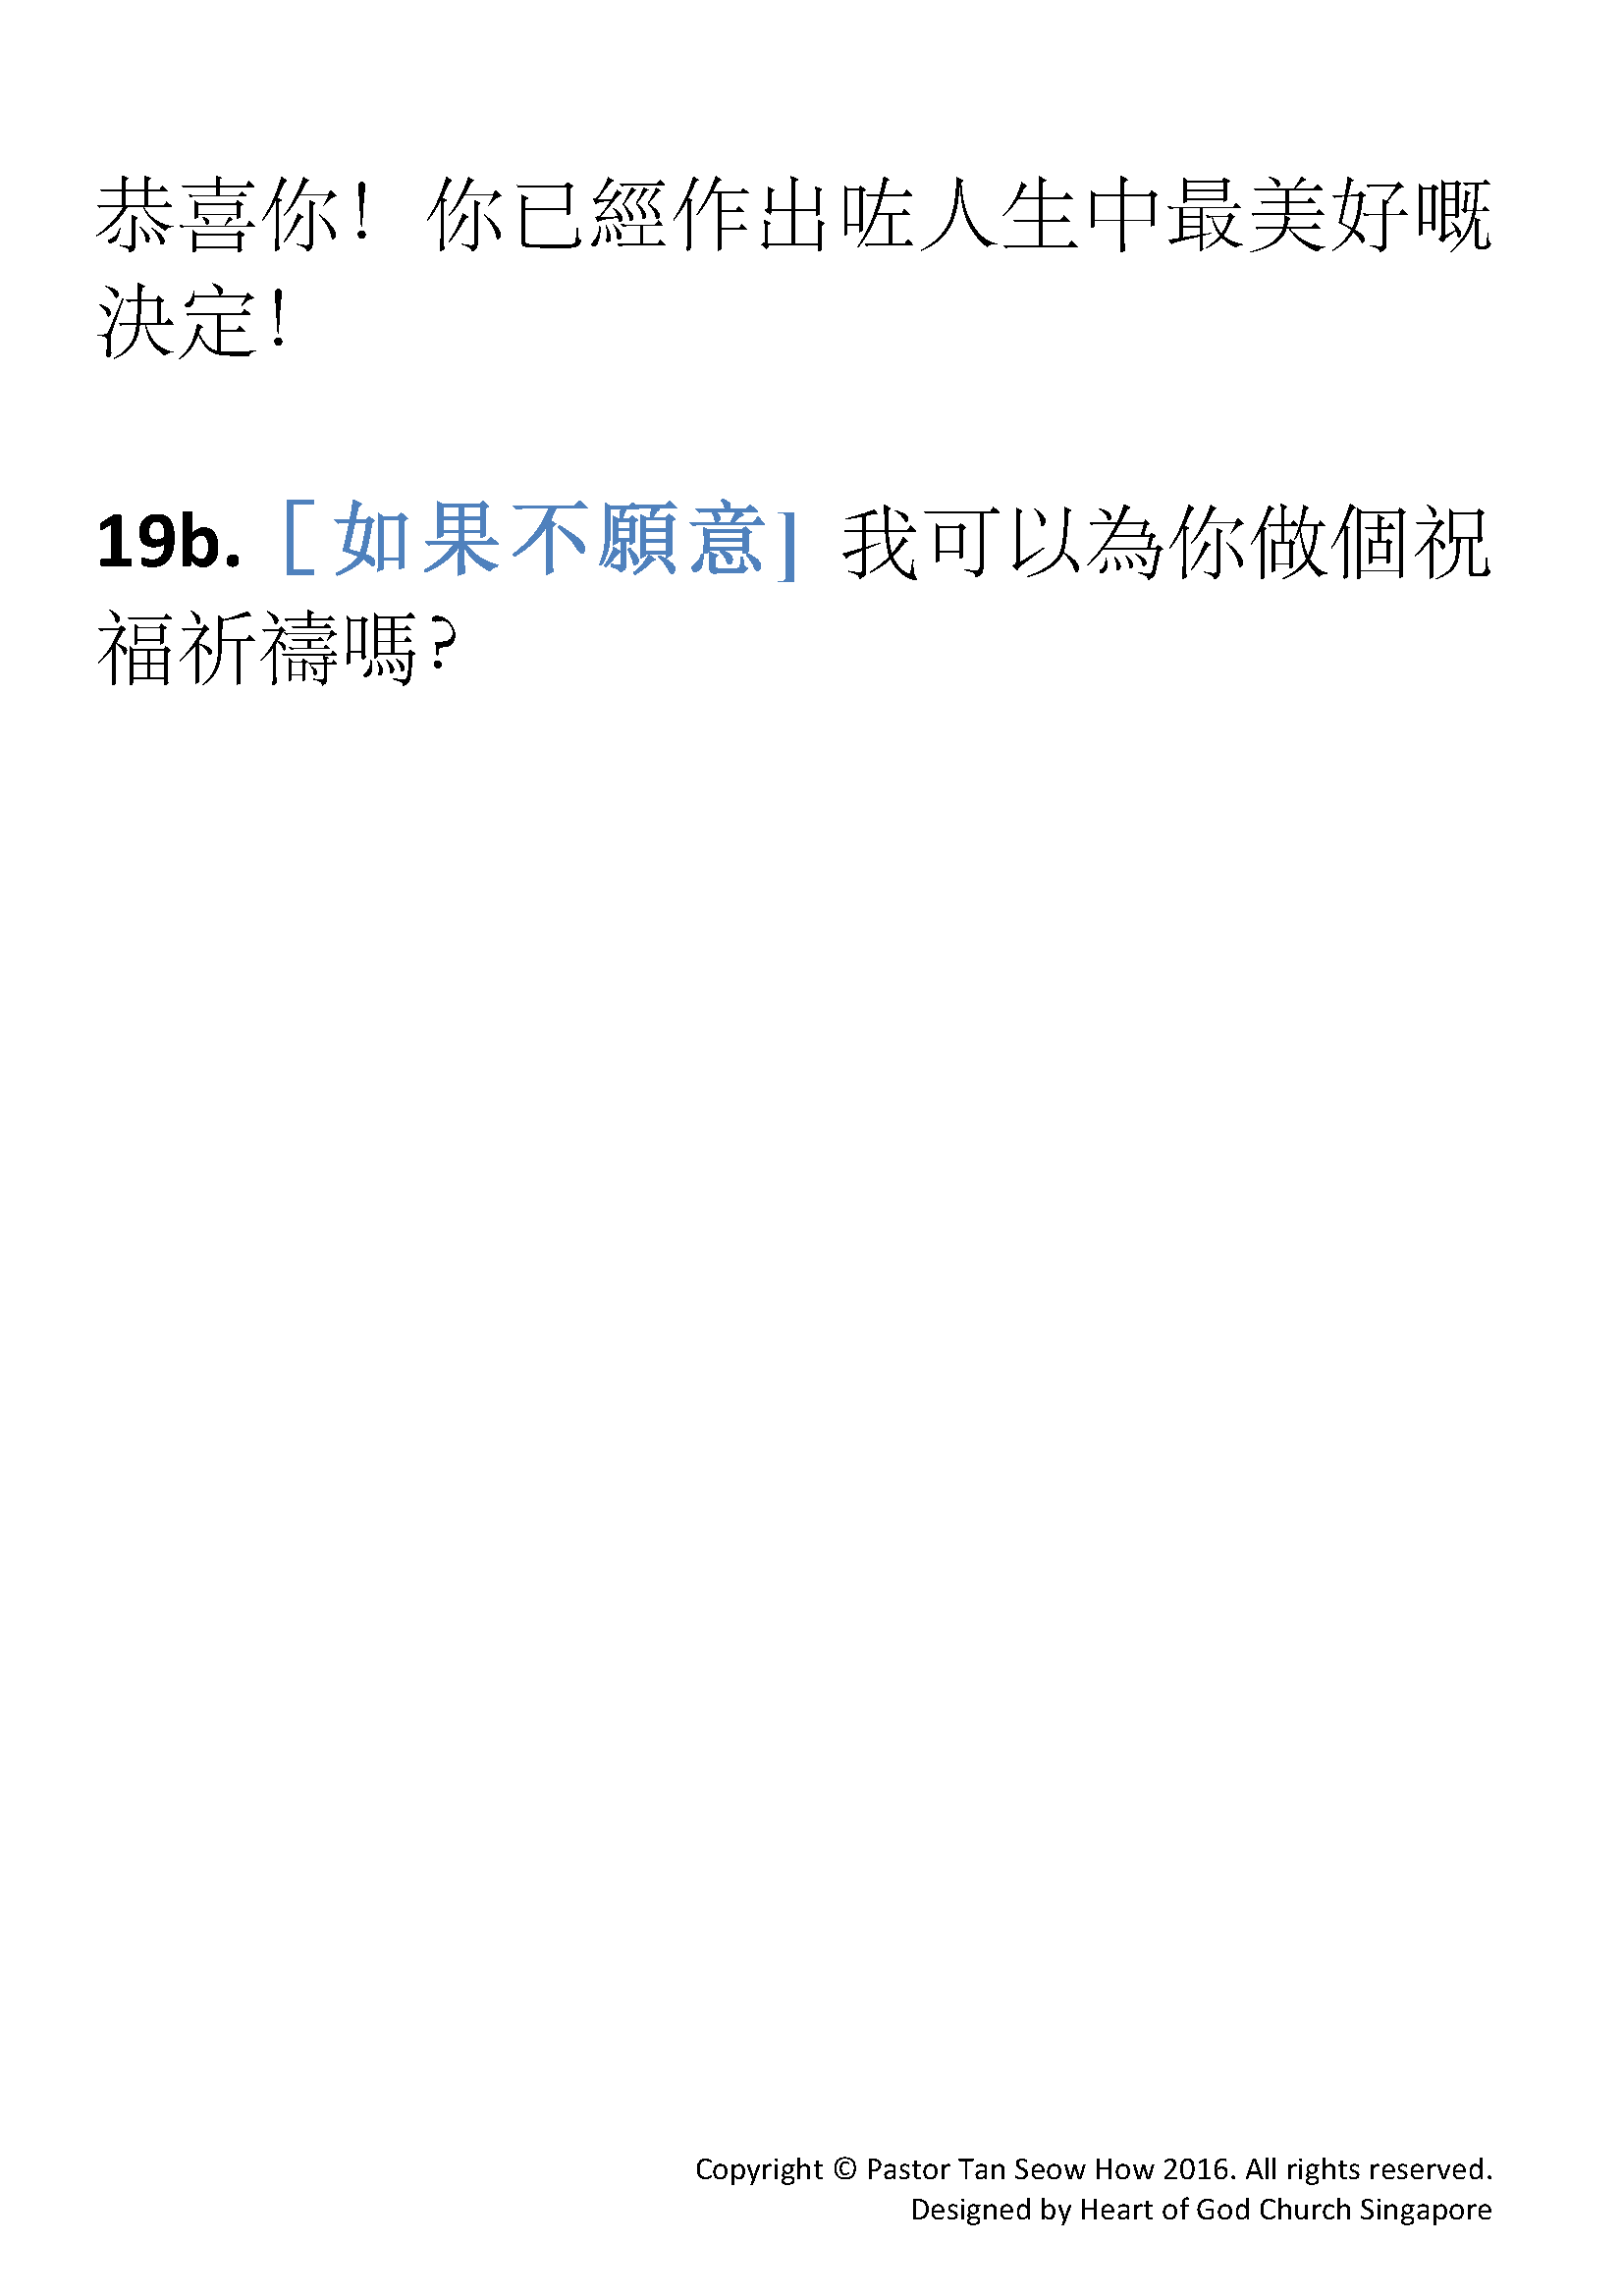 恭喜你! 你已經作出咗人生中最美好嘅
決定!
19b. [如果不願意] 我可以為你做個祝
福祈禱嗎?
Copyright © Pastor Tan Seow How 2016. All rights reserved.
Designed by Heart of God Church Singapore